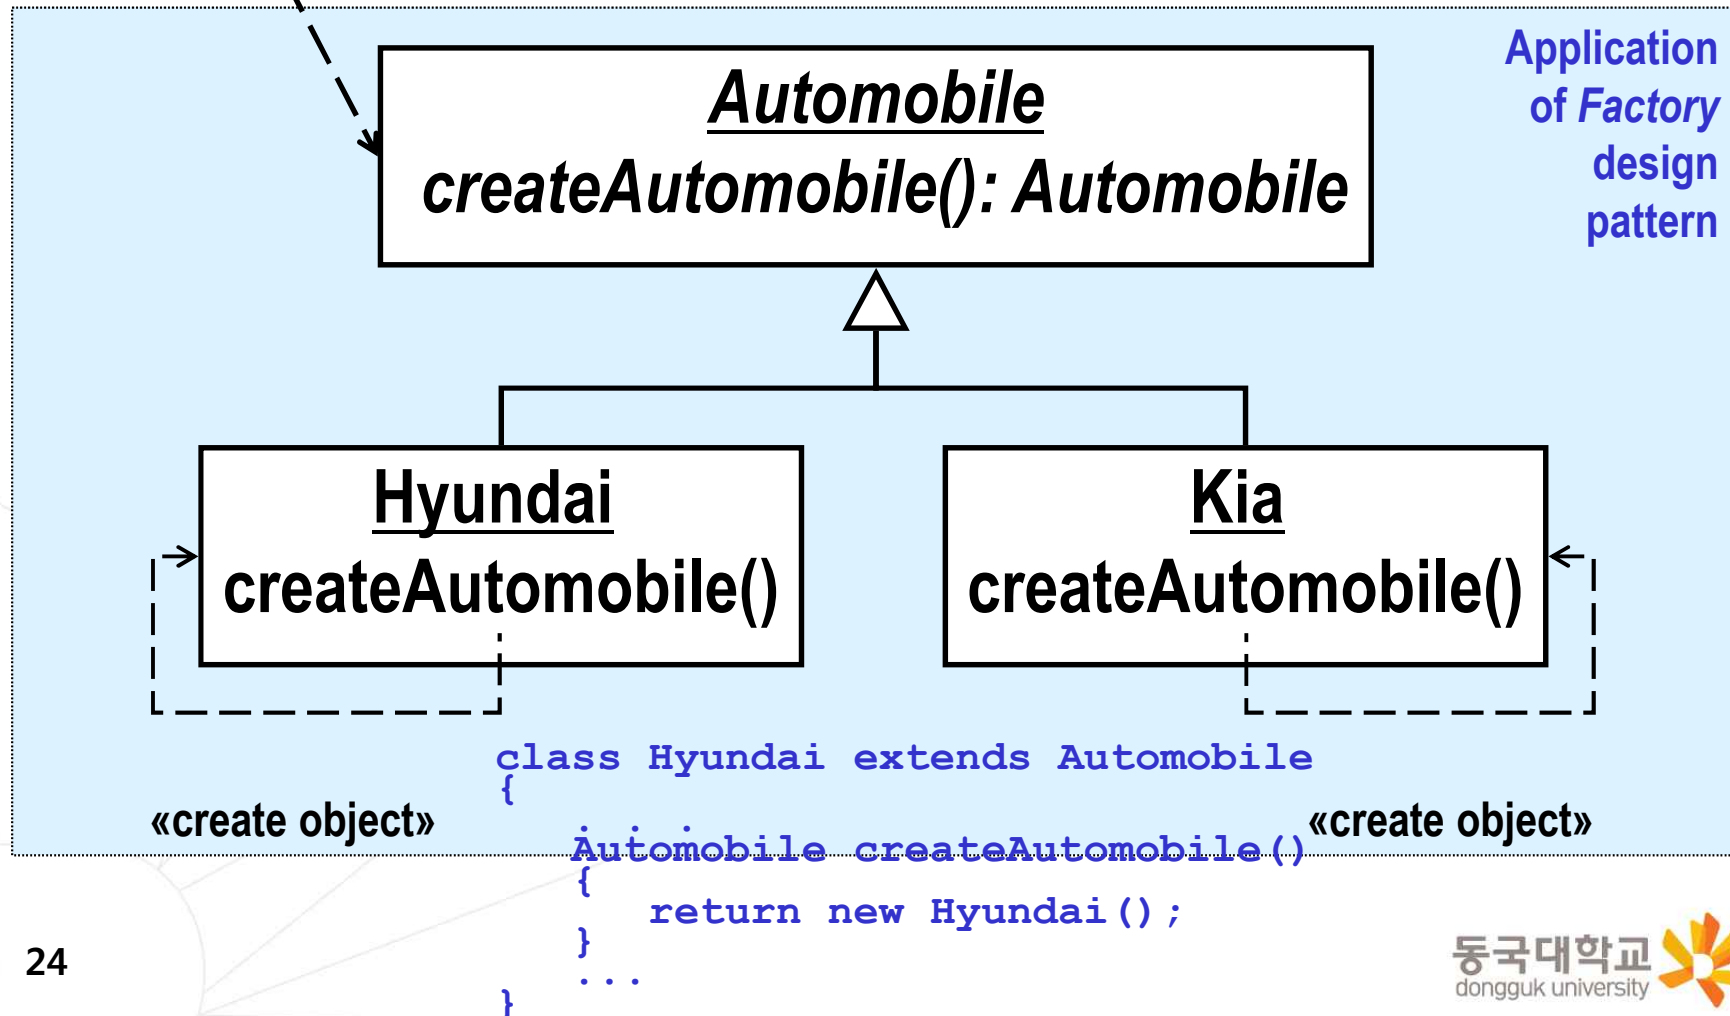 Application
of Factory
design
pattern
Automobile
createAutomobile(): Automobile
Hyundai
createAutomobile()
Kia
createAutomobile()
«create object»
«create object»
class Hyundai extends Automobile
{
. . .
Automobile createAutomobile()
{
return new Hyundai();
}
...
}
24
동국대학교
dongguk university